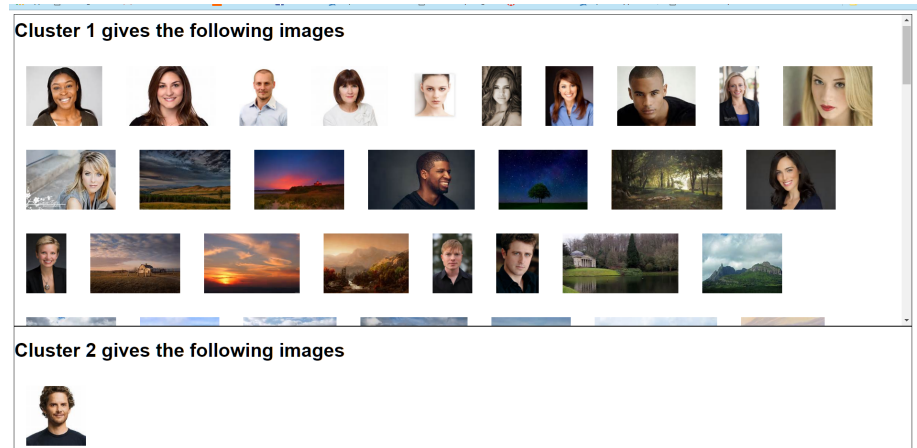 Cluster 1 gives the following images
Cluster 2 gives the following images